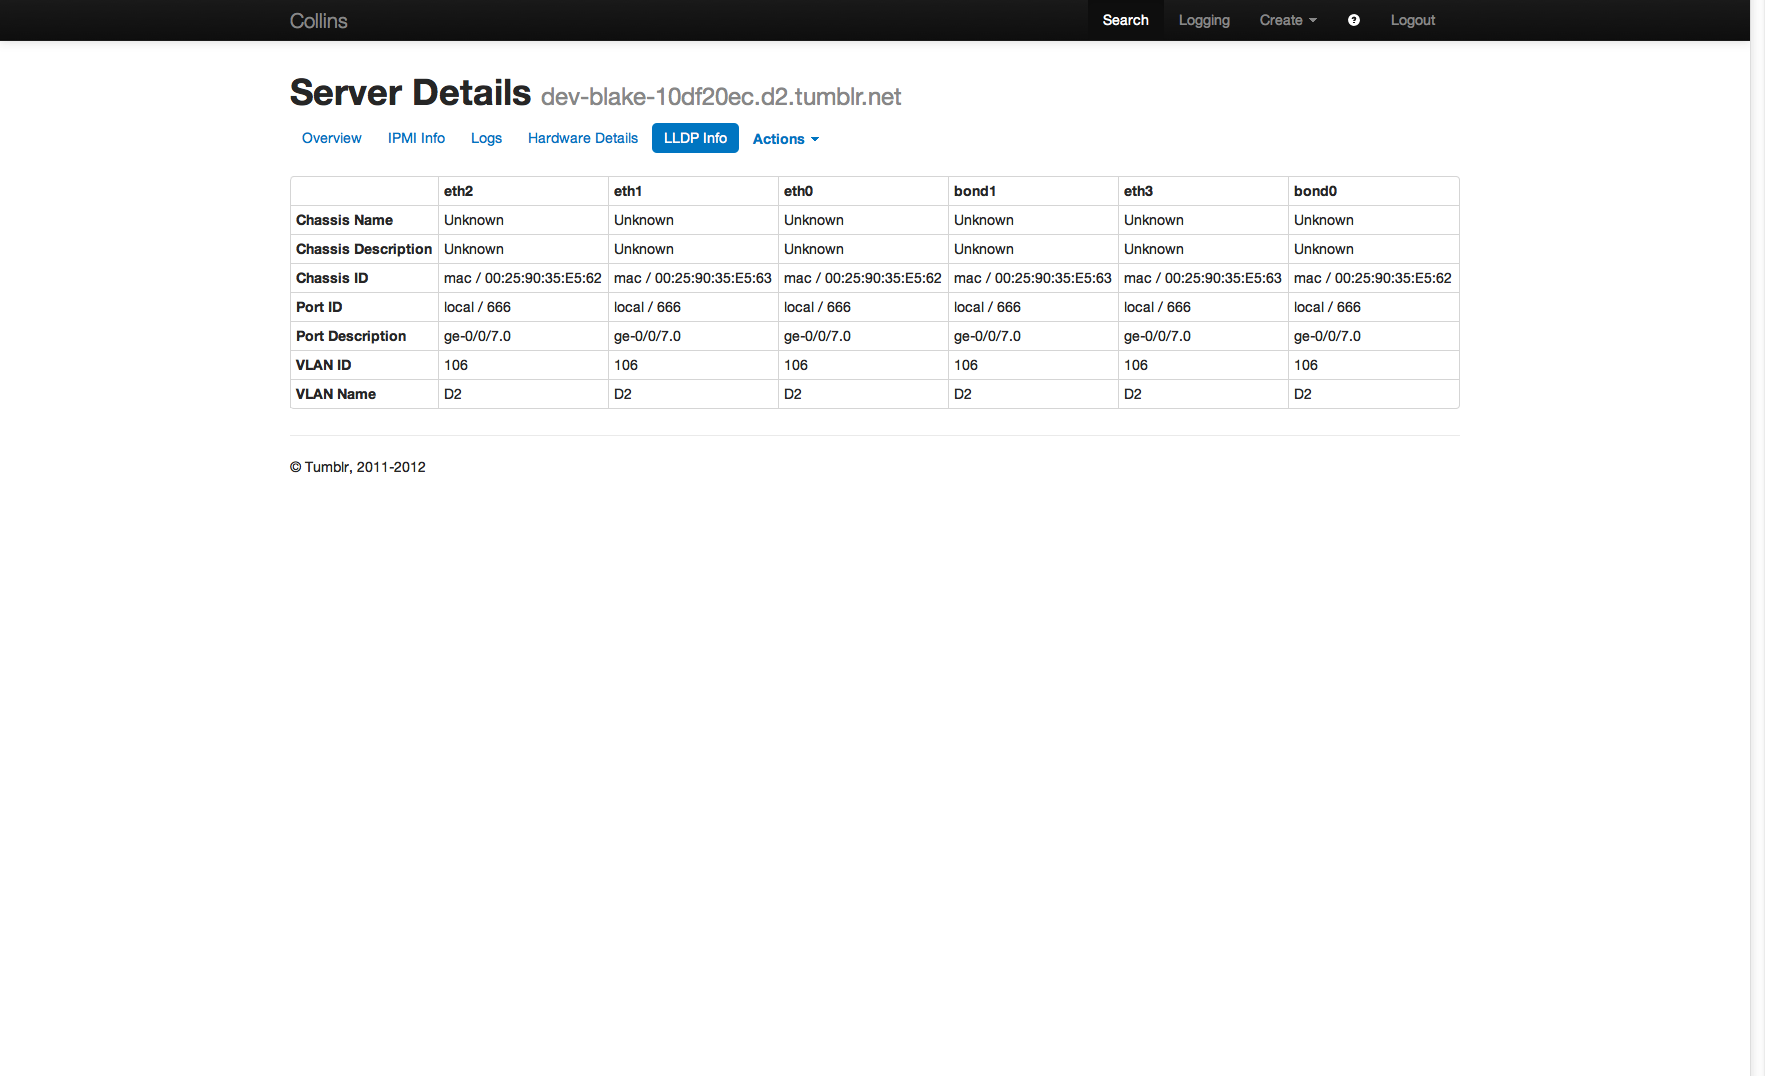 Collins Search Logging Create Logout
Server Details dev-blake-10df20ec.d2.tumblr.net
Overview IPMI Info Logs Hardware Details LLDP Info Actions
eth2 eth1 eth0 bond1 eth3 bond0
Chassis Name Unknown Unknown Unknown Unknown Unknown Unknown
Chassis Description Unknown Unknown Unknown Unknown Unknown Unknown
Chassis ID mac / 00:25:90:35:E5:62 mac / 00:25:90:35:E5:63 mac / 00:25:90:35:E5:62 mac / 00:25:90:35:E5:63 mac / 00:25:90:35:E5:63 mac / 00:25:90:35:E5:62
Port ID local / 666 local / 666 local / 666 local / 666 local / 666 local / 666
Port Description ge-0/0/7.0 ge-0/0/7.0 ge-0/0/7.0 ge-0/0/7.0 ge-0/0/7.0 ge-0/0/7.0
VLAN ID 106 106 106 106 106 106
VLAN Name D2 D2 D2 D2 D2 D2
© Tumblr, 2011-2012